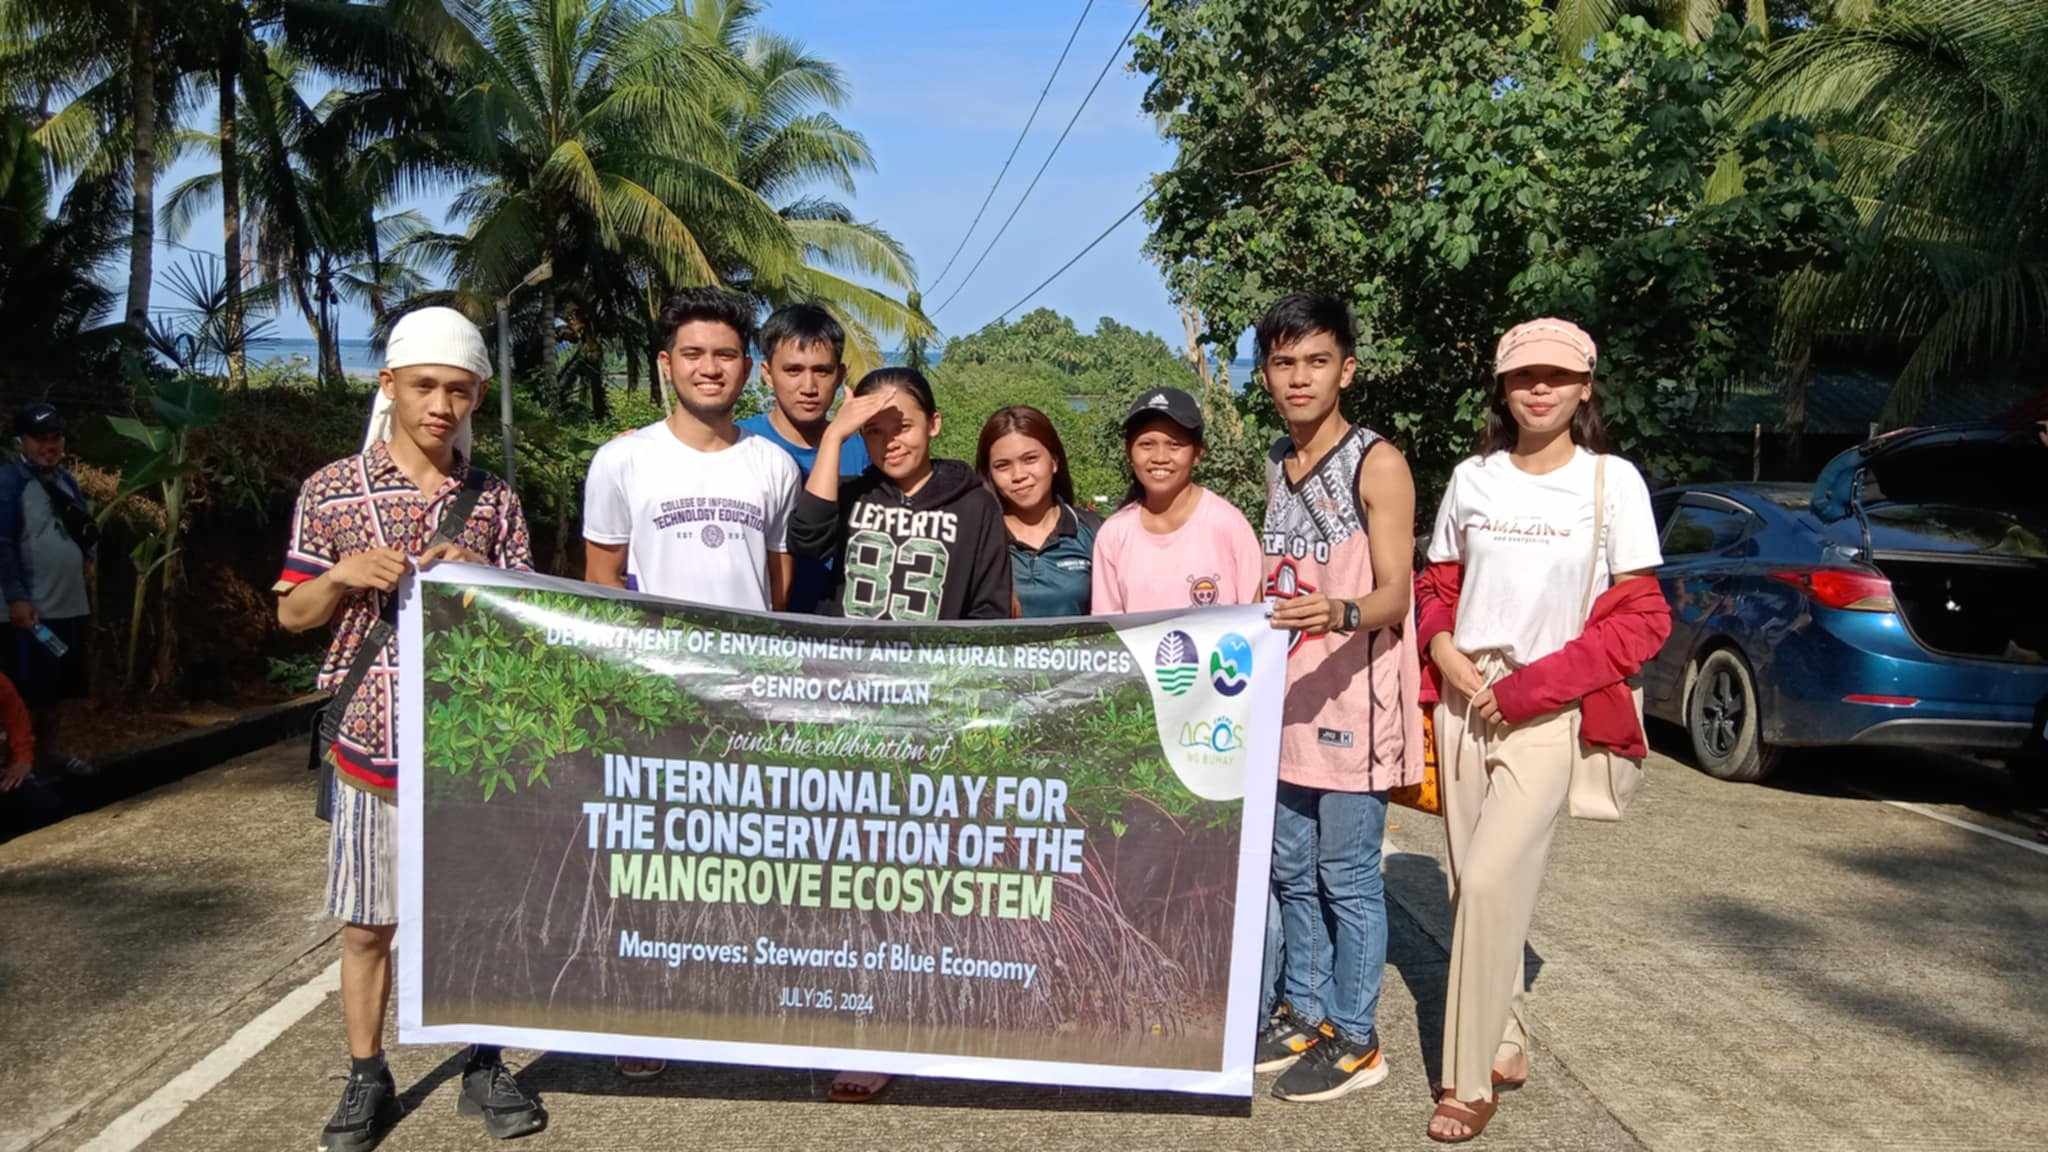 COLLEGE OF INFORMATION
TECHNOLOGY EDUCATION
LEFFERTS
83
AMAZING
DEPARTMENT OF ENVIRONMENT AND NATURAL RESOURCES
CENRO CANTILAN
joins the celebration of
INTERNATIONAL DAY FOR
THE CONSERVATION OF THE
MANGROVE ECOSYSTEM
Mangroves: Stewards of Blue Economy
JULY 26, 2024
AGOS
NG BUHAY